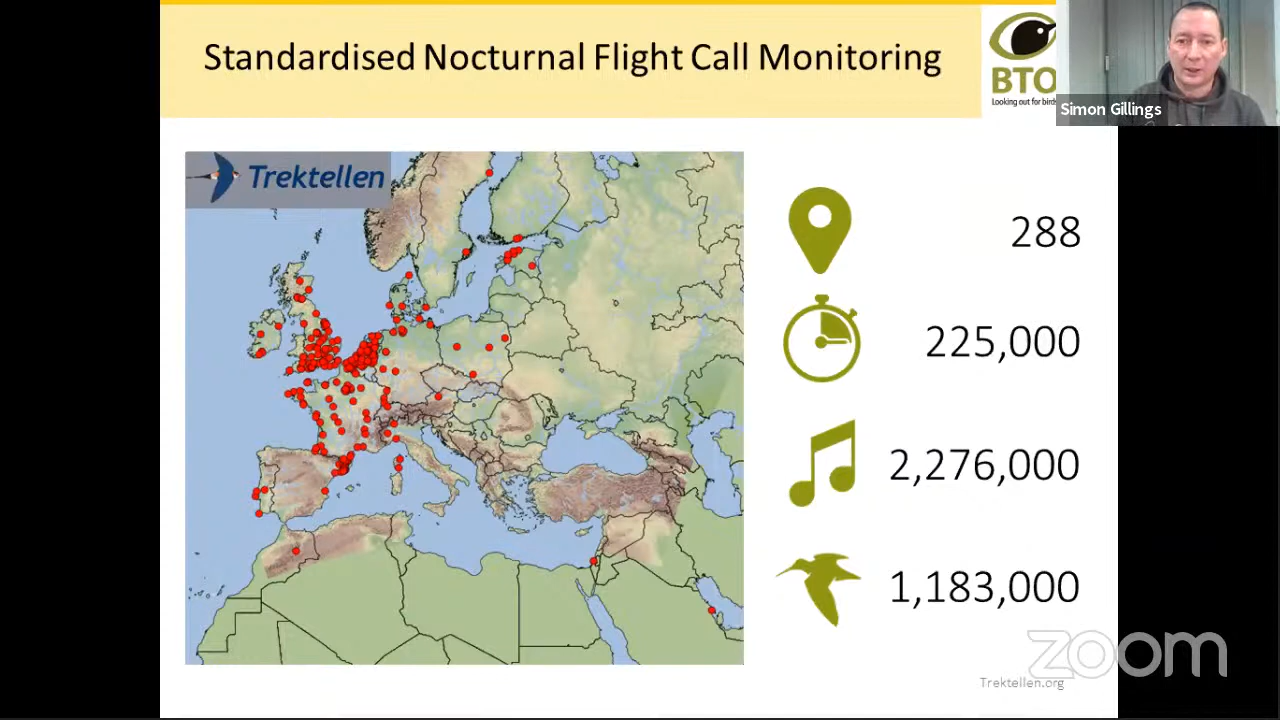 Standardised Nocturnal Flight Call Monitoring
BTO
Looking out for birds
Simon Gillings
Trektellen
288
225,000
2,276,000
1,183,000
zoom
Trektellen.org